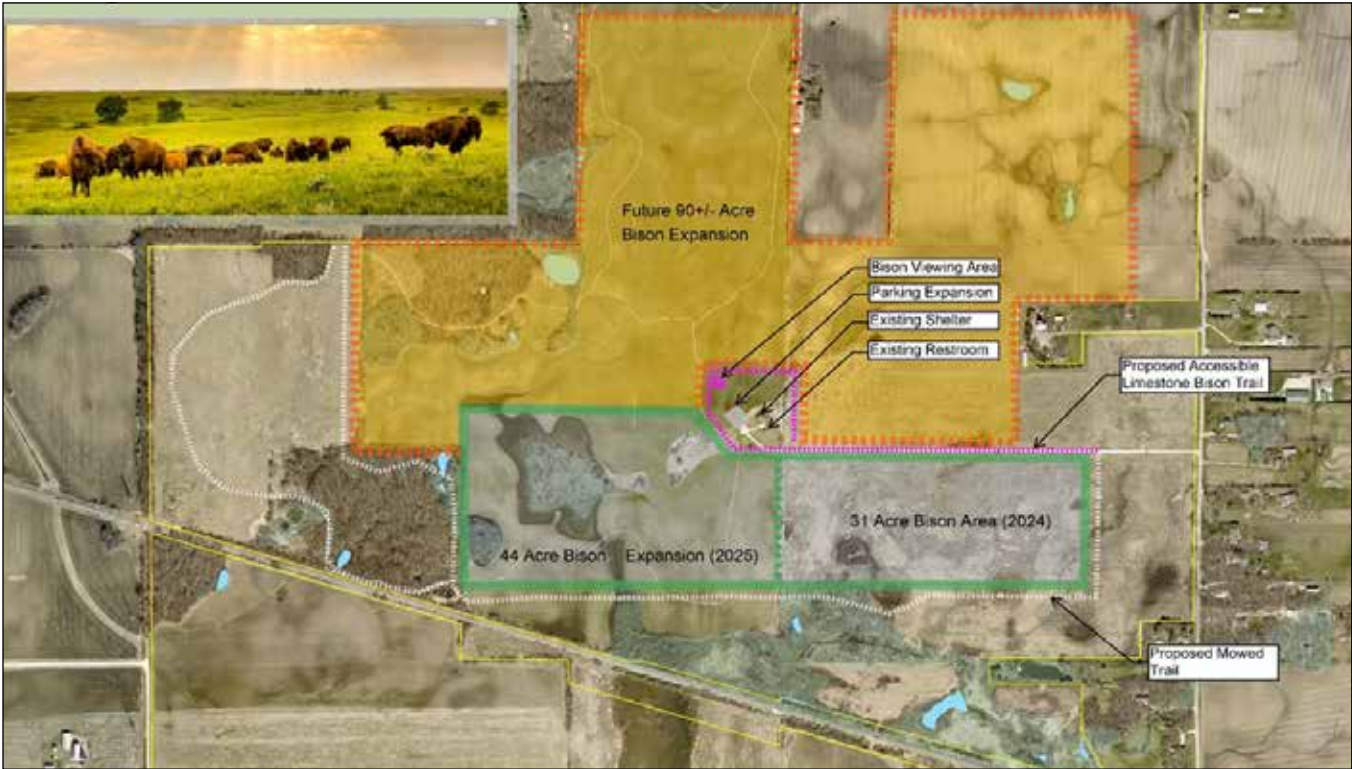 Future 90+/- Acre
Bison Expansion
Bison Viewing Area
Parking Expansion
Existing Shelter
Existing Restroom
Proposed Accessible
Limestone Bison Trail
31 Acre Bison Area (2024)
44 Acre Bison Expansion (2025)
Proposed Mowed
Trail